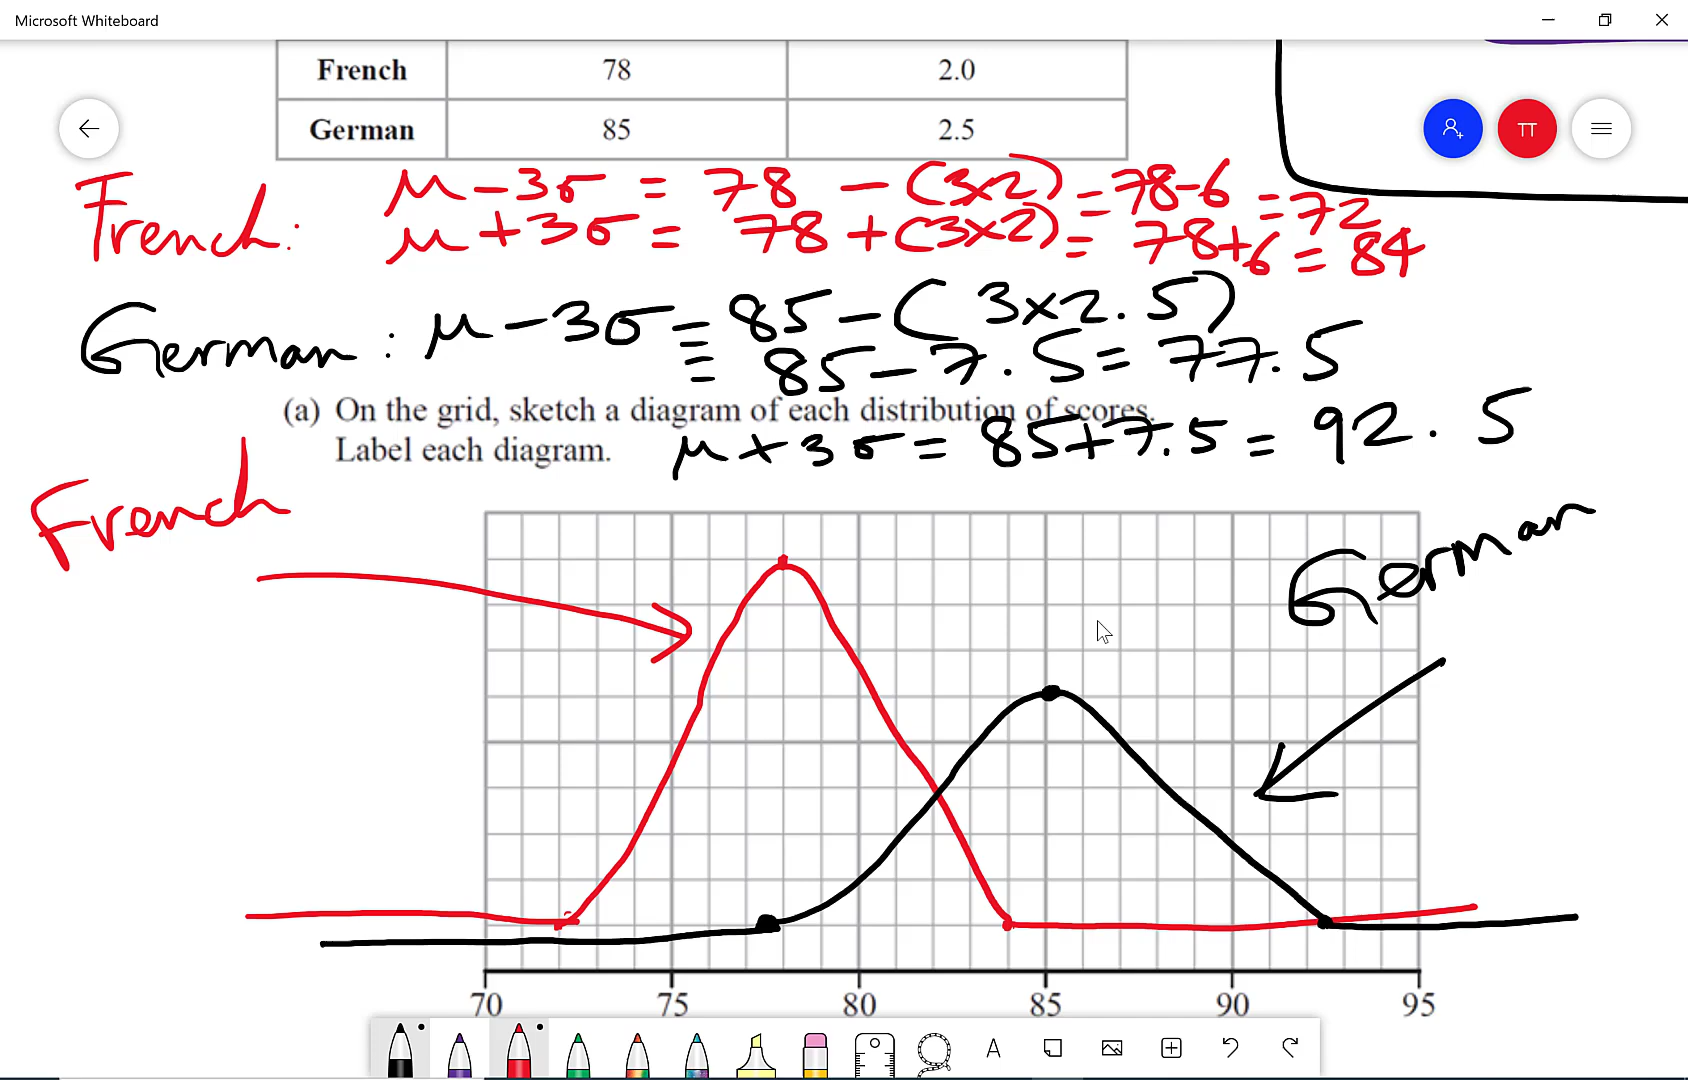 Microsoft Whiteboard
French 78 2.0
German 85 2.5
TT
French: μ-3σ = 78 - (3×2) = 78-6 = 72
μ+3σ = 78 + (3×2) = 78+6 = 84
German: μ-3σ = 85 - (3×2.5)
= 85 - 7.5 = 77.5
(a) On the grid, sketch a diagram of each distribution of scores.
Label each diagram.
μ+3σ = 85+7.5 = 92.5
French
German
70 75 80 85 90 95
A